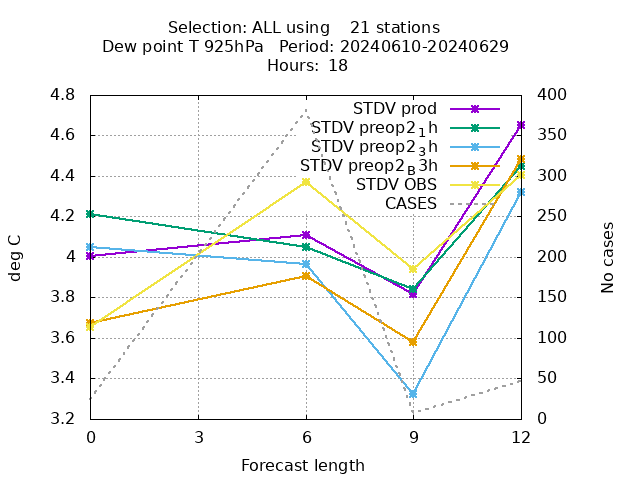 Selection: ALL using 21 stations
Dew point T 925hPa Period: 20240610-20240629
Hours: 18
4.8
4.6
4.4
4.2
4
3.8
3.6
3.4
3.2
400
350
300
250
200
150
100
50
0
STDV prod
STDV preop2₁h
STDV preop2₃h
STDV preop2_B3h
STDV OBS
CASES
deg C
No cases
0 3 6 9 12
Forecast length